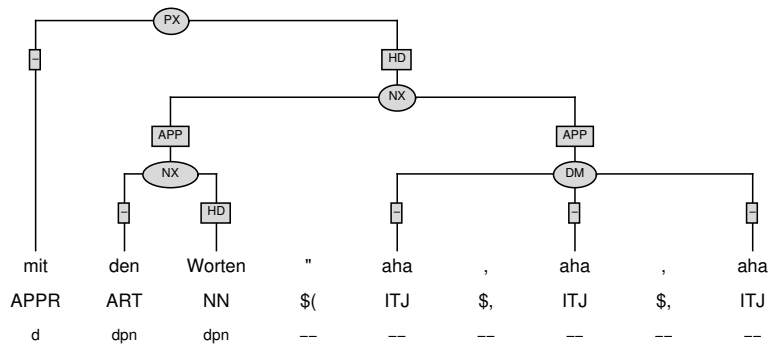 PX
– HD
NX
APP APP
NX DM
– HD – – –
mit den Worten " aha , aha , aha
APPR ART NN $( ITJ $, ITJ $, ITJ
d dpn dpn –– –– –– –– –– ––